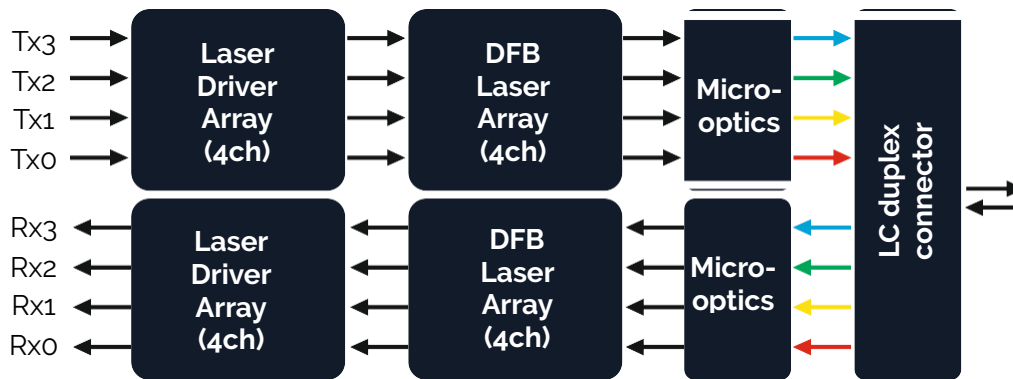 Tx3
Tx2
Tx1
Tx0
Laser
Driver
Array
(4ch)
DFB
Laser
Array
(4ch)
Micro-
optics
LC duplex
connector
Rx3
Rx2
Rx1
Rx0
Laser
Driver
Array
(4ch)
DFB
Laser
Array
(4ch)
Micro-
optics